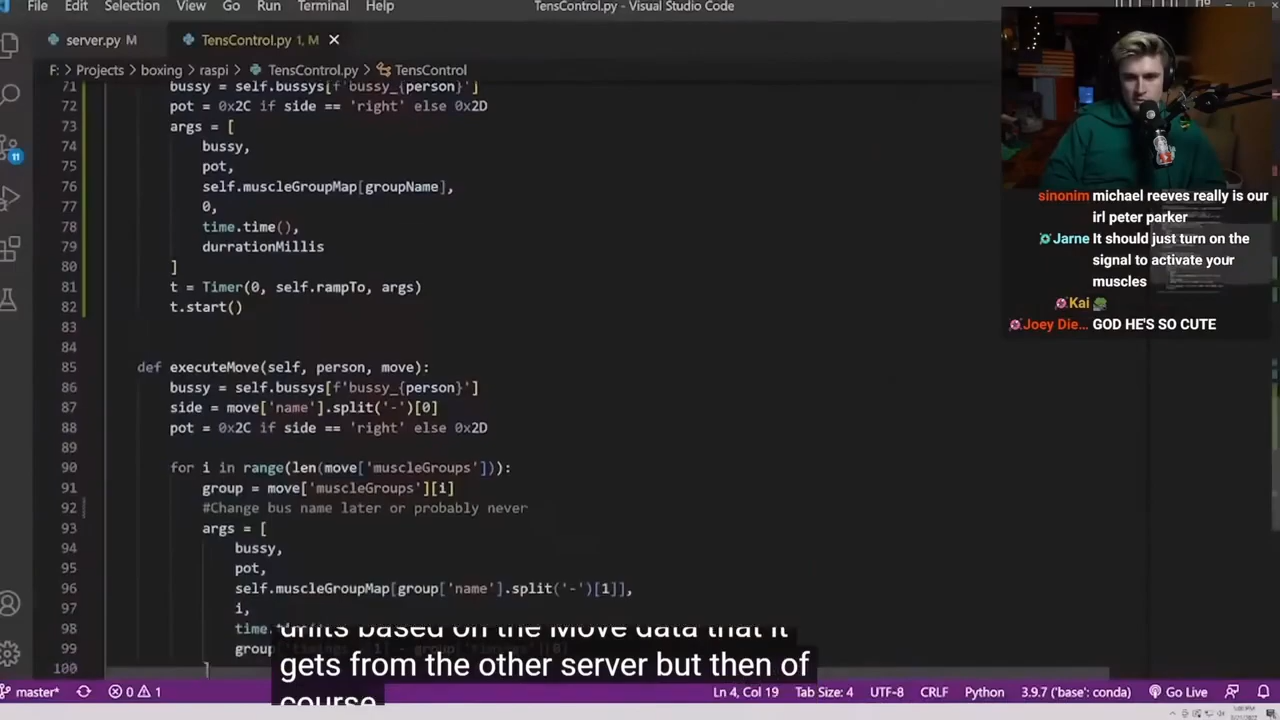 File Edit Selection View Go Run Terminal Help TensControl.py - Visual Studio Code
server.py M TensControl.py 1, M
F: > Projects > boxing > raspi > TensControl.py > TensControl
71 bussy = self.bussys[f'bussy_{person}']
72 pot = 0x2C if side == 'right' else 0x2D
73 args = [
74 bussy,
75 pot,
76 self.muscleGroupMap[groupName],
77 0,
78 time.time(),
79 durrationMillis
80 ]
81 t = Timer(0, self.rampTo, args)
82 t.start()
83
84
85 def executeMove(self, person, move):
86 bussy = self.bussys[f'bussy_{person}']
87 side = move['name'].split('-')[0]
88 pot = 0x2C if side == 'right' else 0x2D
89
90 for i in range(len(move['muscleGroups'])):
91 group = move['muscleGroups'][i]
92 #Change bus name later or probably never
93 args = [
94 bussy,
95 pot,
96 self.muscleGroupMap[group['name'].split('-')[1]],
97 i,
98 time.
99 group
100 ]
sinonim michael reeves really is our
irl peter parker
Jarne It should just turn on the
signal to activate your
muscles
Kai
Joey Die... GOD HE'S SO CUTE
units based on the Move data that it
gets from the other server but then of
course
11
master* 0 1 Ln 4, Col 19 Tab Size: 4 UTF-8 CRLF Python 3.9.7 ('base': conda) Go Live